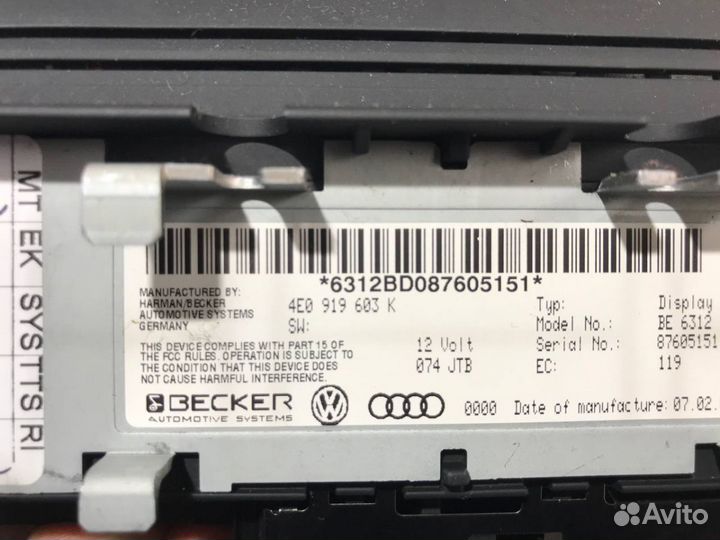 MT EK SYSTTS RI
*6312BD087605151*
MANUFACTURED BY:
HARMAN/BECKER
AUTOMOTIVE SYSTEMS
GERMANY
4E0 919 603 K
SW:
Typ: Display
Model No.: BE 6312
Serial No.: 87605151
EC: 119
THIS DEVICE COMPLIES WITH PART 15 OF
THE FCC RULES. OPERATION IS SUBJECT TO
THE CONDITION THAT THIS DEVICE DOES
NOT CAUSE HARMFUL INTERFERENCE.
12 Volt
074 JTB
BECKER
AUTOMOTIVE SYSTEMS
0000 Date of manufacture: 07.02.
Avito